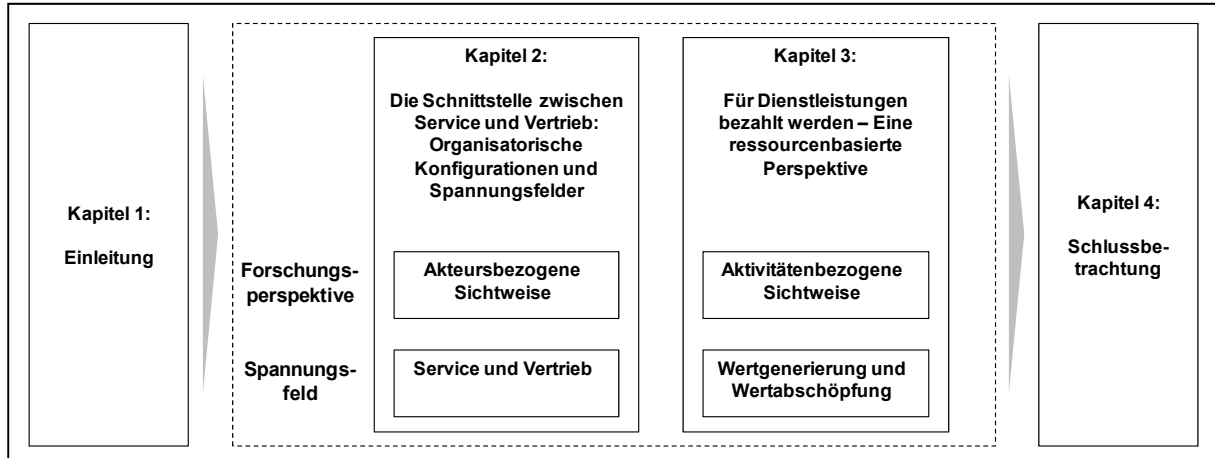 Kapitel 1:
Einleitung
Forschungs-
perspektive
Spannungs-
feld
Kapitel 2:
Die Schnittstelle zwischen
Service und Vertrieb:
Organisatorische
Konfigurationen und
Spannungsfelder
Akteursbezogene
Sichtweise
Service und Vertrieb
Kapitel 3:
Für Dienstleistungen
bezahlt werden – Eine
ressourcenbasierte
Perspektive
Aktivitätenbezogene
Sichtweise
Wertgenerierung und
Wertabschöpfung
Kapitel 4:
Schlussbe-
trachtung